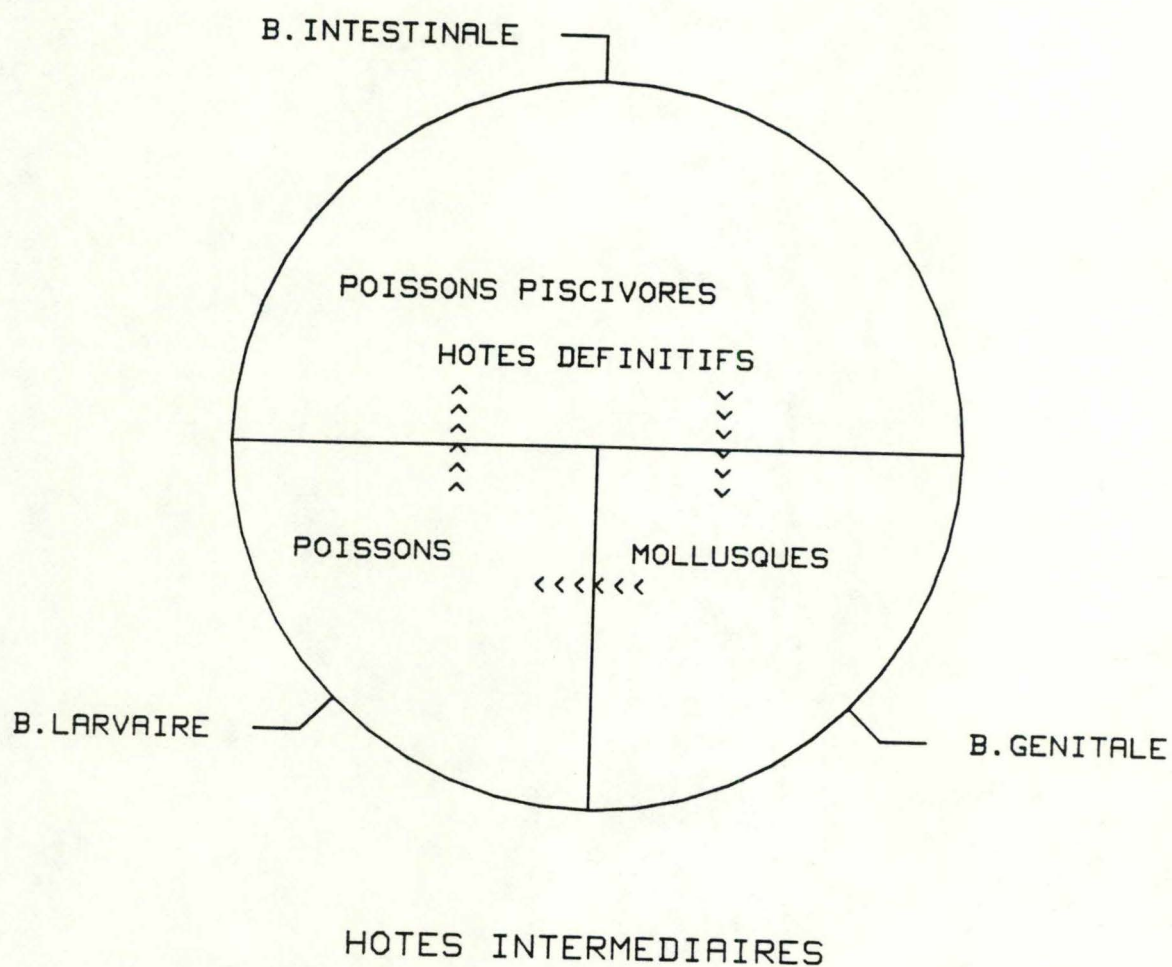 B.INTESTINALE
POISSONS PISCIVORES
HOTES DEFINITIFS
POISSONS
MOLLUSQUES
<<<<<<
B.LARVAIRE
B.GENITALE
HOTES INTERMEDIAIRES